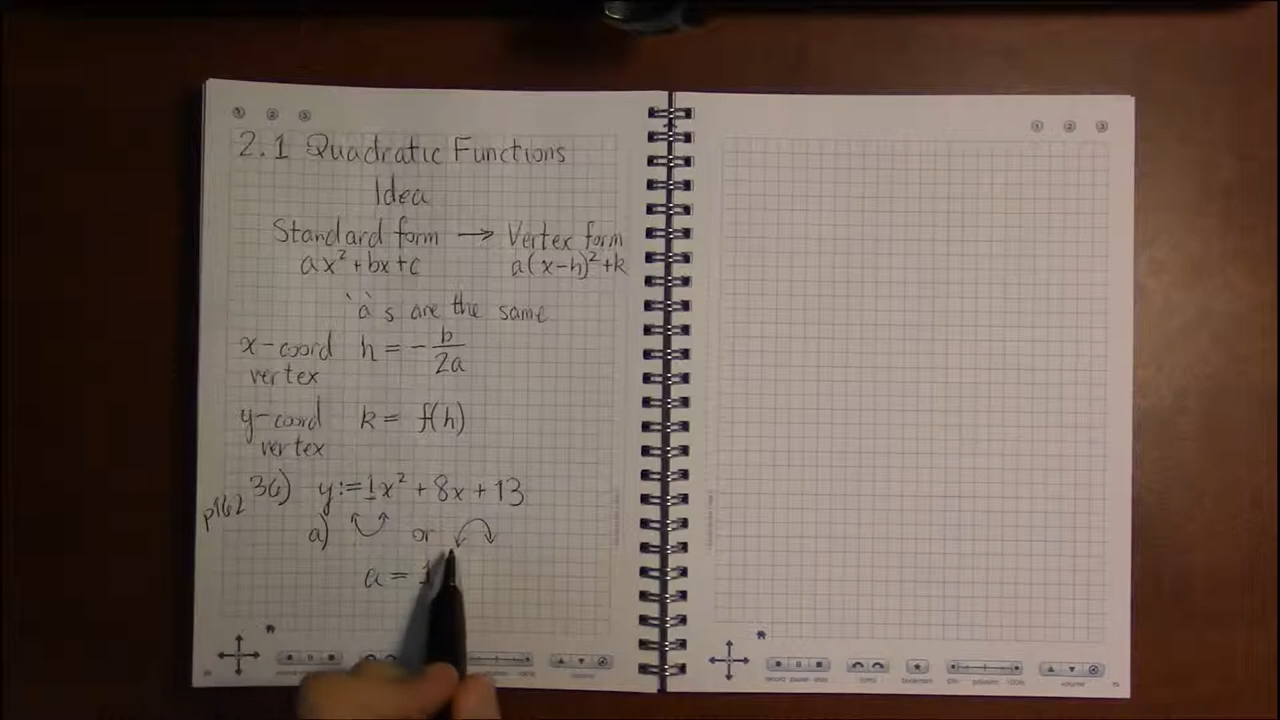 2.1 Quadratic Functions
Idea
Standard form → Vertex form
ax² + bx + c a(x-h)² + k
`a`s are the same
x-coord h = - b/2a
vertex
y-coord k = f(h)
vertex
p162 36) y:=1x² + 8x + 13
a) or
a = 1